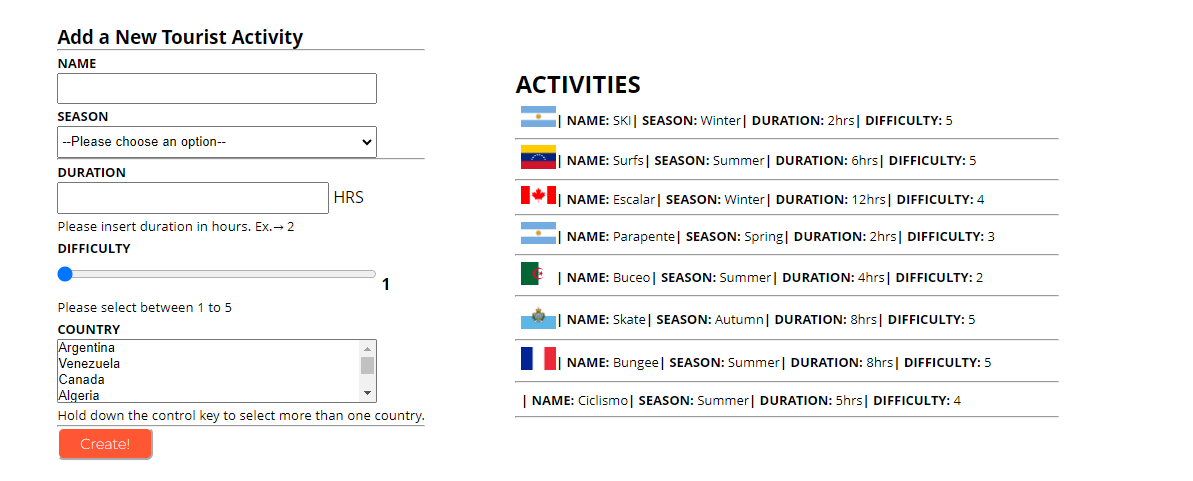 Add a New Tourist Activity
NAME
SEASON
--Please choose an option--
DURATION
HRS
Please insert duration in hours. Ex.→ 2
DIFFICULTY
1
Please select between 1 to 5
COUNTRY
Argentina
Venezuela
Canada
Algeria
Hold down the control key to select more than one country.
Create!
ACTIVITIES
| NAME: SKI| SEASON: Winter| DURATION: 2hrs| DIFFICULTY: 5
| NAME: Surfs| SEASON: Summer| DURATION: 6hrs| DIFFICULTY: 5
| NAME: Escalar| SEASON: Winter| DURATION: 12hrs| DIFFICULTY: 4
| NAME: Parapente| SEASON: Spring| DURATION: 2hrs| DIFFICULTY: 3
| NAME: Buceo| SEASON: Summer| DURATION: 4hrs| DIFFICULTY: 2
| NAME: Skate| SEASON: Autumn| DURATION: 8hrs| DIFFICULTY: 5
| NAME: Bungee| SEASON: Summer| DURATION: 8hrs| DIFFICULTY: 5
| NAME: Ciclismo| SEASON: Summer| DURATION: 5hrs| DIFFICULTY: 4